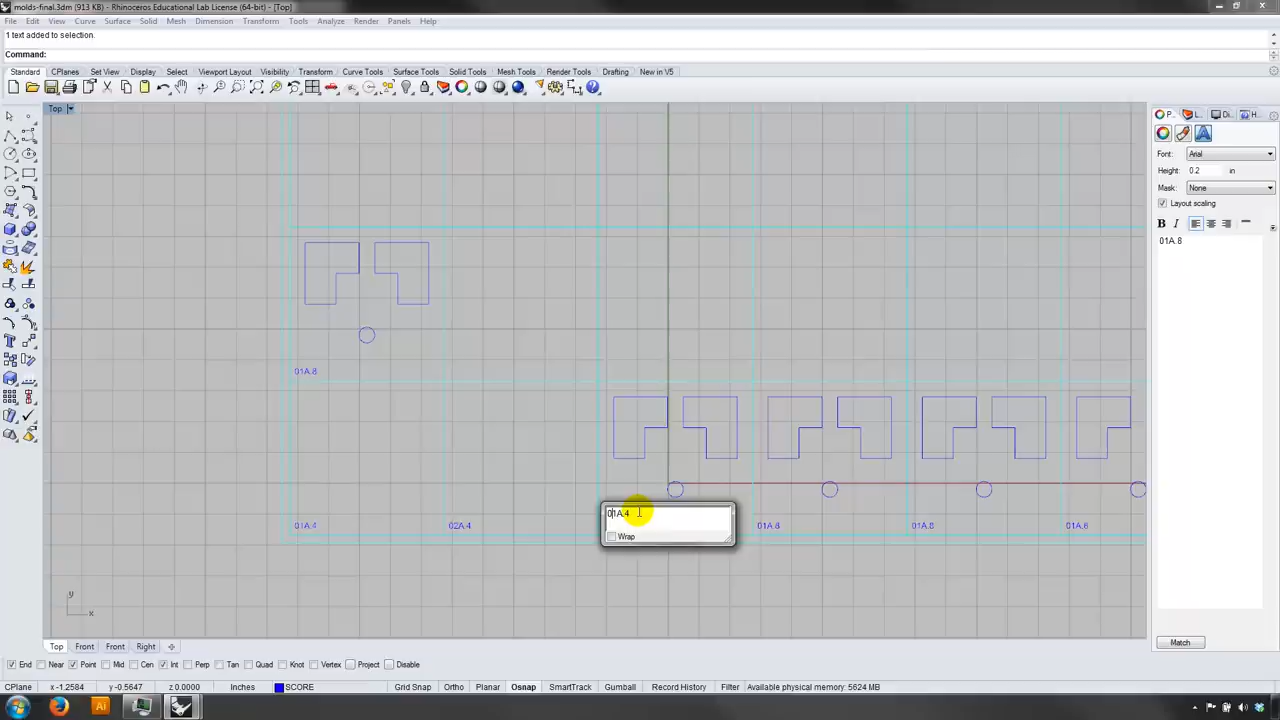 molds-final.3dm (913 KB) - Rhinoceros Educational Lab License (64-bit) - [Top]
File Edit View Curve Surface Solid Mesh Dimension Transform Tools Analyze Render Panels Help
1 text added to selection.
Command:
Standard CPlanes Set View Display Select Viewport Layout Visibility Transform Curve Tools Surface Tools Solid Tools Mesh Tools Render Tools Drafting New in V5
Top
P... L... Di... H...
Font: Arial
Height: 0.2 in
Mask: None
Layout scaling
B I
01A.8
01A.8
01A.4 02A.4 01A.4 01A.8 01A.8 01A.8
Wrap
y
x
Match
Top Front Front Right
End Near Point Mid Cen Int Perp Tan Quad Knot Vertex Project Disable
CPlane x -1.2584 y -0.5647 z 0.0000 Inches SCORE Grid Snap Ortho Planar Osnap SmartTrack Gumball Record History Filter Available physical memory: 5624 MB
Ai